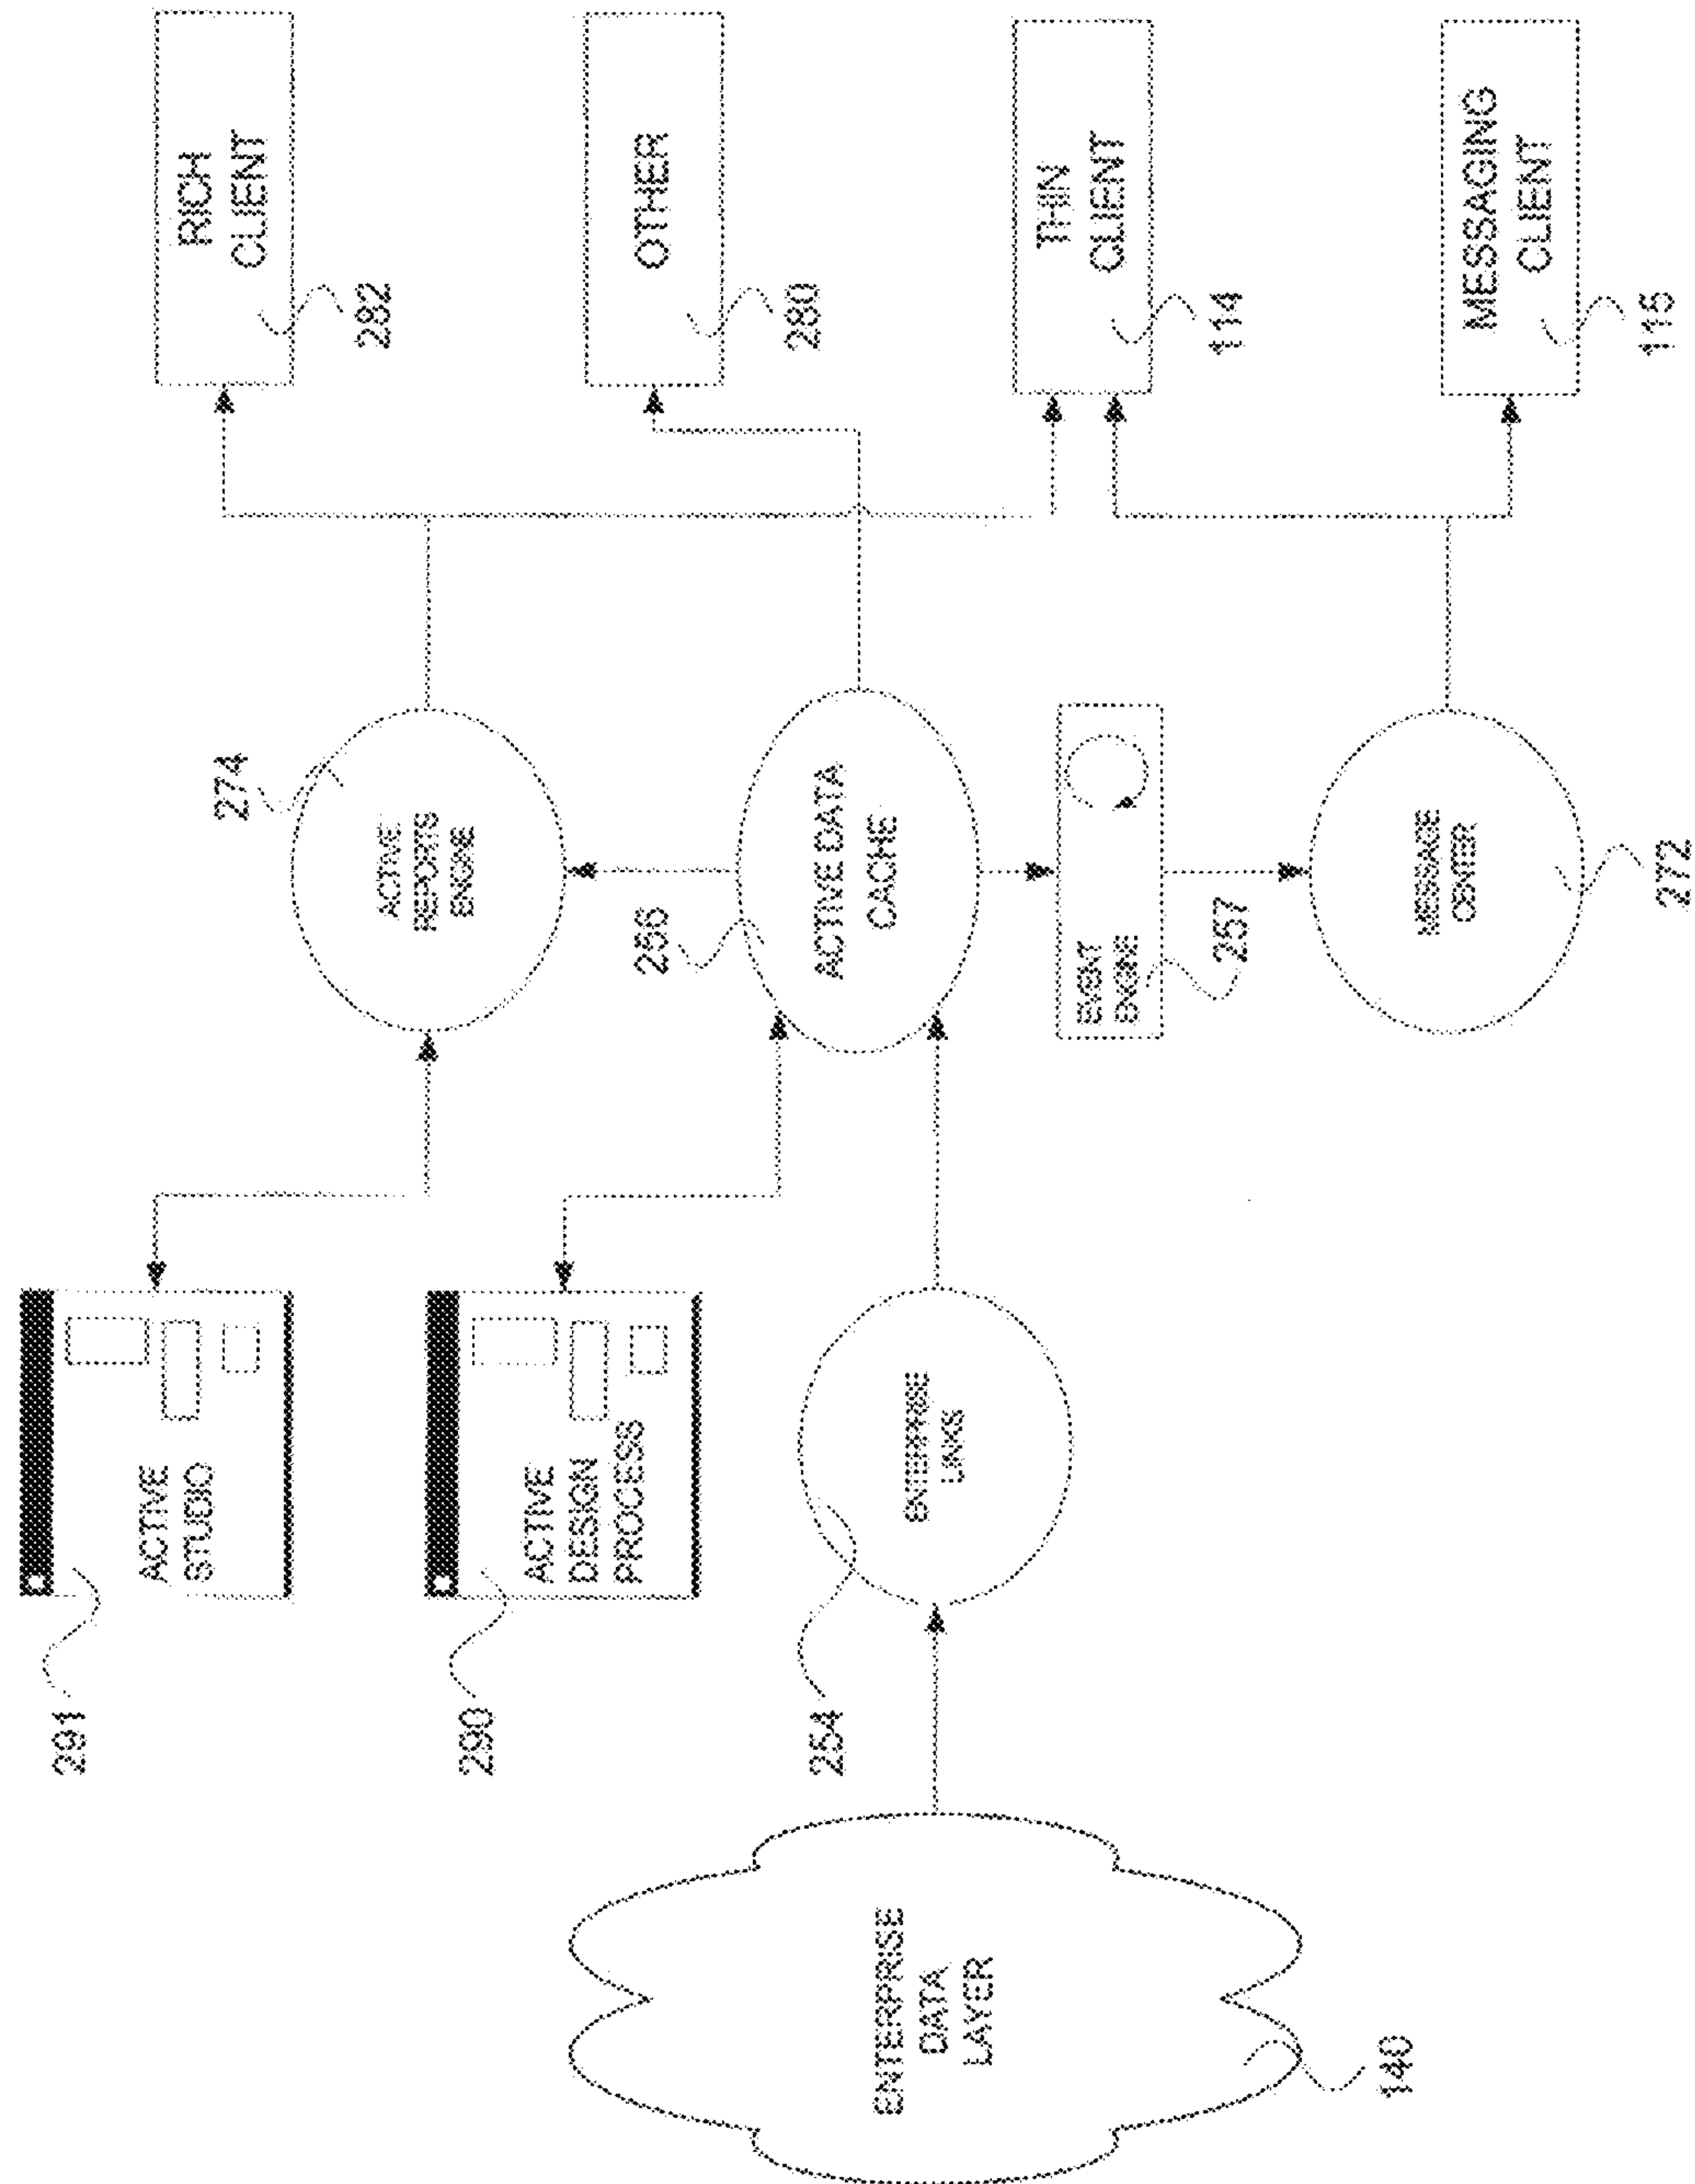 291
ACTIVE
STUDIO
290
ACTIVE
DESIGN
PROCESS
254
ENTERPRISE
LINKS
ENTERPRISE
DATA
LAYER
140
274
ACTIVE
REPORTS
ENGINE
256
ACTIVE DATA
CACHE
EVENT
ENGINE
257
MESSAGE
CENTER
272
RICH
CLIENT
282
OTHER
280
THIN
CLIENT
114
MESSAGING
CLIENT
115